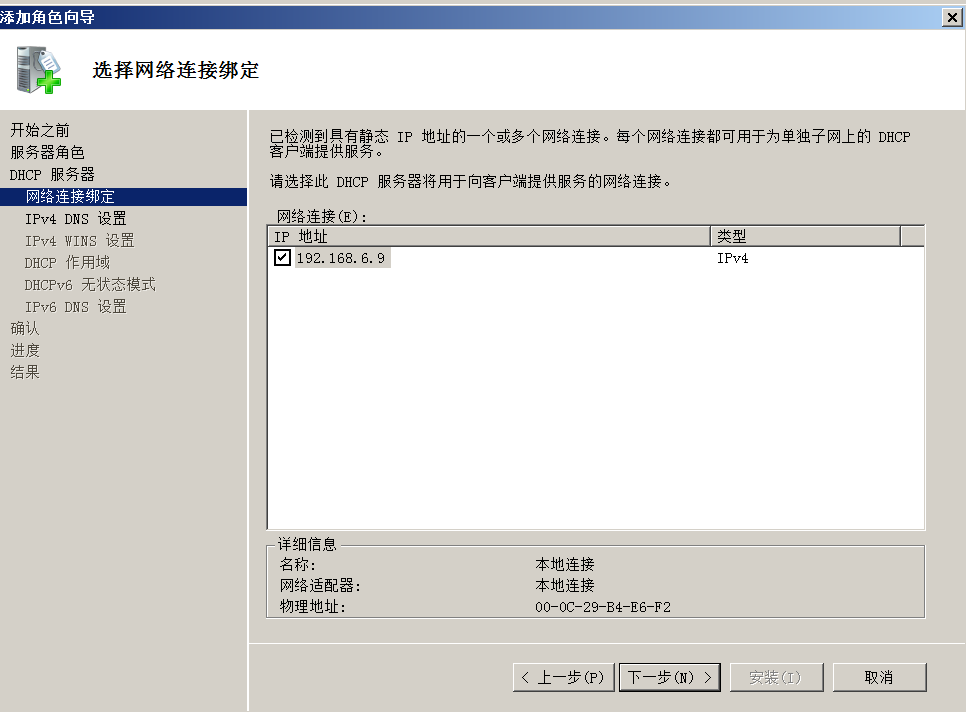 添加角色向导
选择网络连接绑定
开始之前
服务器角色
DHCP 服务器
网络连接绑定
IPv4 DNS 设置
IPv4 WINS 设置
DHCP 作用域
DHCPv6 无状态模式
IPv6 DNS 设置
确认
进度
结果
已检测到具有静态 IP 地址的一个或多个网络连接。每个网络连接都可用于为单独子网上的 DHCP
客户端提供服务。
请选择此 DHCP 服务器将用于向客户端提供服务的网络连接。
网络连接(E):
IP 地址 类型
192.168.6.9 IPv4
详细信息
名称: 本地连接
网络适配器: 本地连接
物理地址: 00-0C-29-B4-E6-F2
< 上一步(P) 下一步(N) > 安装(I) 取消